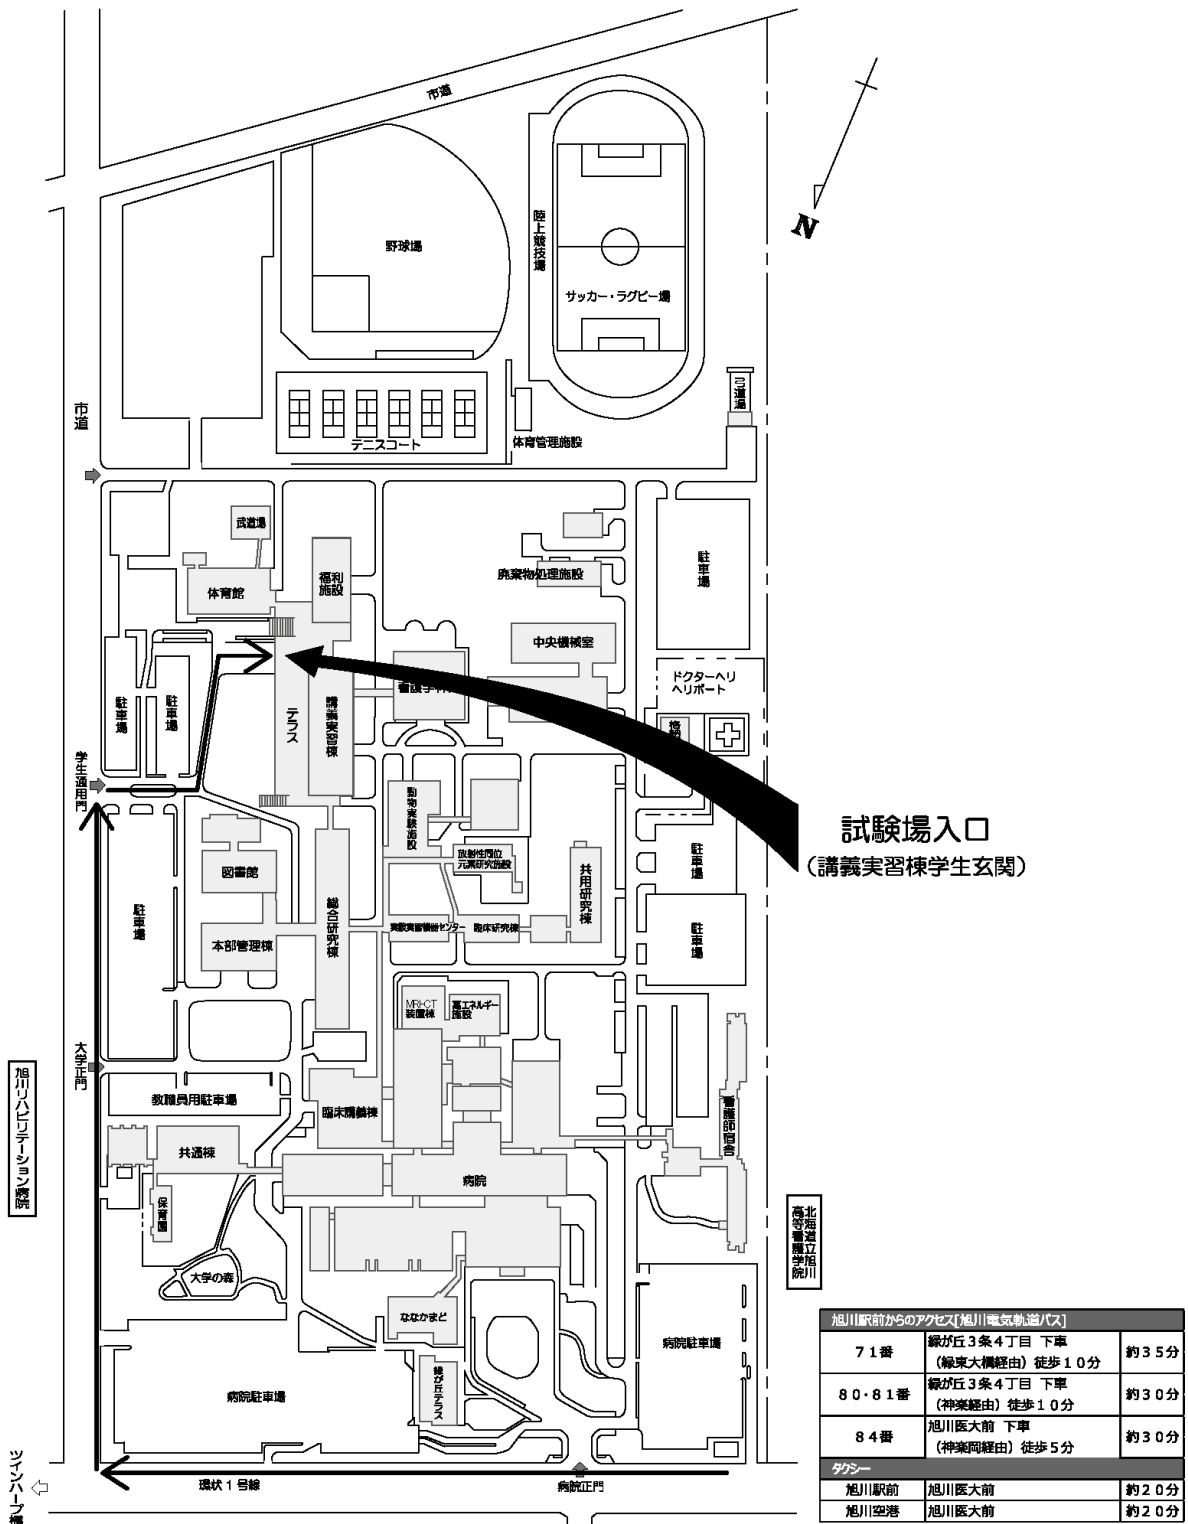 市道
N
野球場
陸上競技場
サッカー・ラグビー場
弓道場
市道
テニスコート
体育管理施設
武道場
福利
施設
体育館
廃棄物処理施設
駐車場
中央機械室
ドクターヘリ
ヘリポート
看護学科
駐車場
駐車場
テラス
講義実習棟
学生通用門
動物実験施設
試験場入口
(講義実習棟学生玄関)
放射性同位
元素研究施設
共用研究棟
駐車場
図書館
駐車場
総合研究棟
実験実習機器センター
臨床研究棟
駐車場
本部管理棟
MRI-CT
装置棟
高エネルギー
施設
大学正門
旭川リハビリテーション病院
教職員用駐車場
臨床講義棟
看護師宿舎
共通棟
病院
保育園
北海道立旭川
高等看護学院
大学の森
ななかまど
緑が丘テラス
病院駐車場
病院駐車場
環状1号線
病院正門
ツインハープ橋
旭川駅前からのアクセス[旭川電気軌道バス]
71番 緑が丘3条4丁目 下車 約35分
(緑東大橋経由)徒歩10分
80・81番 緑が丘3条4丁目 下車 約30分
(神楽経由)徒歩10分
84番 旭川医大前 下車 約30分
(神楽岡経由)徒歩5分
タクシー
旭川駅前 旭川医大前 約20分
旭川空港 旭川医大前 約20分